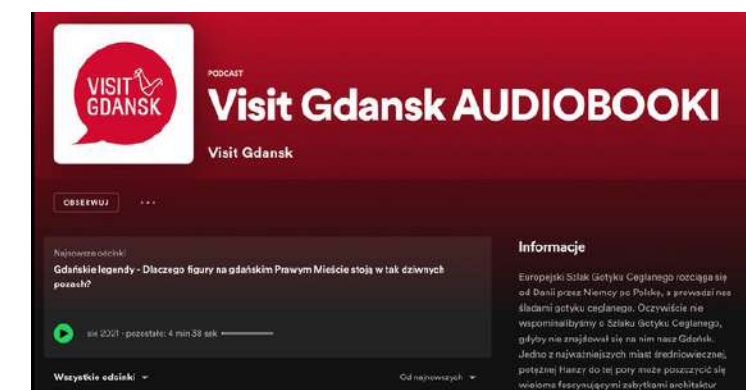 VISIT
GDANSK
PODCAST
Visit Gdansk AUDIOBOOKI
Visit Gdansk
OBSERWUJ
Najnowsze odcinki
Gdańskie legendy - Dlaczego figury na gdańskim Prawym Mieście stoją w tak dziwnych
pozach?
sie 2021 · pozostało: 4 min 38 sek
Wszystkie odcinki
Od najnowszych
Informacje
Europejski Szlak Gotyku Ceglanego rozciąga się
od Danii przez Niemcy po Polskę, a prowadzi nas
śladami gotyku ceglanego. Oczywiście nie
wspominalibyśmy o Szlaku Gotyku Ceglanego,
gdyby nie znajdował się na nim nasz Gdańsk.
Jedno z najważniejszych miast średniowiecznej,
potężnej Hanzy do tej pory może poszczycić się
wieloma fascynującymi zabytkami architektur